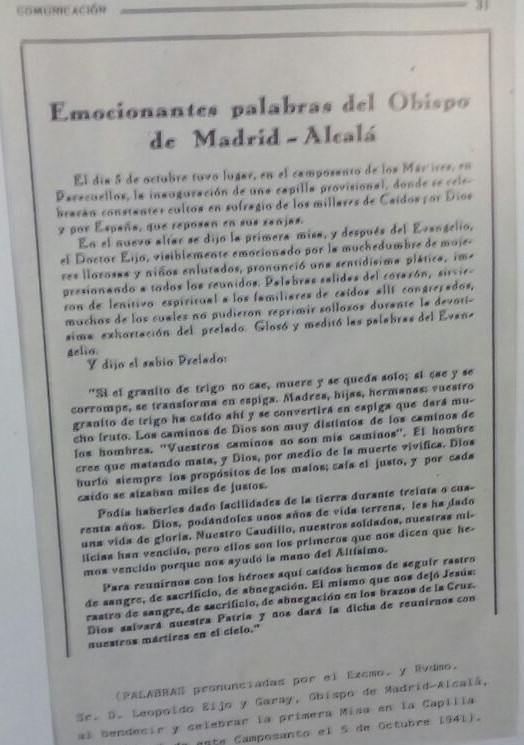 COMUNICACIÓN 31
Emocionantes palabras del Obispo
de Madrid-Alcalá
El día 5 de octubre tuvo lugar, en el camposanto de los Mártires, en
Paracuellos, la inauguración de una capilla provisional, donde se cele-
brarán constantes cultos en sufragio de los millares de Caídos por Dios
y por España, que reposan en sus zanjas.
En el nuevo altar se dijo la primera misa, y después del Evangelio,
el Doctor Eijo, visiblemente emocionado por la muchedumbre de muje-
res llorosas y niños enlutados, pronunció una sentidísima plática, im-
presionando a todos los reunidos. Palabras salidas del corazón, sirvie-
ron de lenitivo espiritual a los familiares de caídos allí congregados,
muchos de los cuales no pudieron reprimir sollozos durante la devotí-
sima exhortación del prelado. Glosó y meditó las palabras del Evan-
gelio.
Y dijo el sabio Prelado:
"Si el granito de trigo no cae, muere y se queda solo; si cae y se
corrompe, se transforma en espiga. Madres, hijas, hermanas: vuestro
granito de trigo ha caído ahí y se convertirá en espiga que dará mu-
cho fruto. Los caminos de Dios son muy distintos de los caminos de
los hombres. "Vuestros caminos no son mis caminos". El hombre
cree que matando mata, y Dios, por medio de la muerte vivifica. Dios
burla siempre los propósitos de los malos; caía el justo, y por cada
caído se alzaban miles de justos.
Podía haberles dado facilidades de la tierra durante treinta o cua-
renta años. Dios, podándoles unos años de vida terrena, les ha dado
una vida de gloria. Nuestro Caudillo, nuestros soldados, nuestras mi-
licias han vencido, pero ellos son los primeros que nos dicen que he-
mos vencido porque nos ayudó la mano del Altísimo.
Para reunirnos con los héroes aquí caídos hemos de seguir rastro
de sangre, de sacrificio, de abnegación. El mismo que nos dejó Jesús:
rastro de sangre, de sacrificio, de abnegación en los brazos de la Cruz.
Dios salvará nuestra Patria y nos dará la dicha de reunirnos con
nuestros mártires en el cielo."
(PALABRAS pronunciadas por el Excmo. y Rvdmo.
Sr. D. Leopoldo Eijo y Garay, Obispo de Madrid-Alcalá,
al bendecir y celebrar la primera Misa en la Capilla
de este Camposanto el 5 de Octubre 1941).